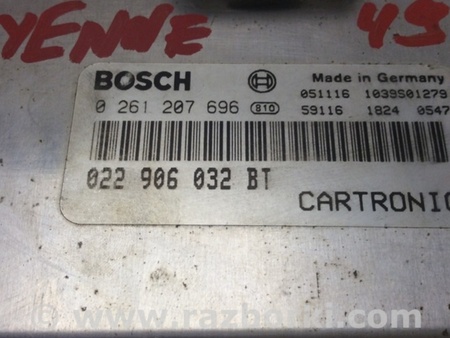 YENNE 4S
BOSCH Made in Germany
051116 1039S01279
0 261 207 696 810 59116 1824 0547
022 906 032 BT
CARTRONIC
www.razborki.com